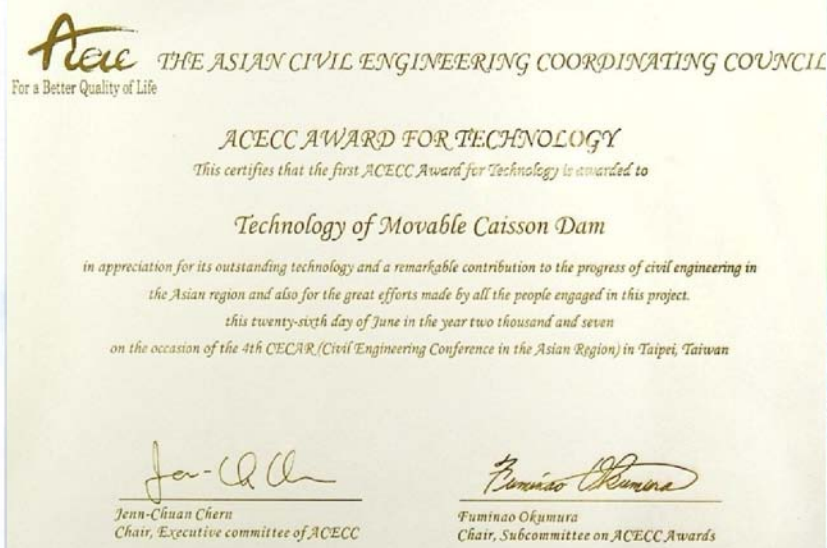 Acecc
THE ASIAN CIVIL ENGINEERING COORDINATING COUNCIL
For a Better Quality of Life
ACECC AWARD FOR TECHNOLOGY
This certifies that the first ACECC Award for Technology is awarded to
Technology of Movable Caisson Dam
in appreciation for its outstanding technology and a remarkable contribution to the progress of civil engineering in
the Asian region and also for the great efforts made by all the people engaged in this project.
this twenty-sixth day of June in the year two thousand and seven
on the occasion of the 4th CECAR (Civil Engineering Conference in the Asian Region) in Taipei, Taiwan
Fuminao Okumura
Jenn-Chuan Chern
Chair, Executive committee of ACECC
Fuminao Okumura
Chair, Subcommittee on ACECC Awards